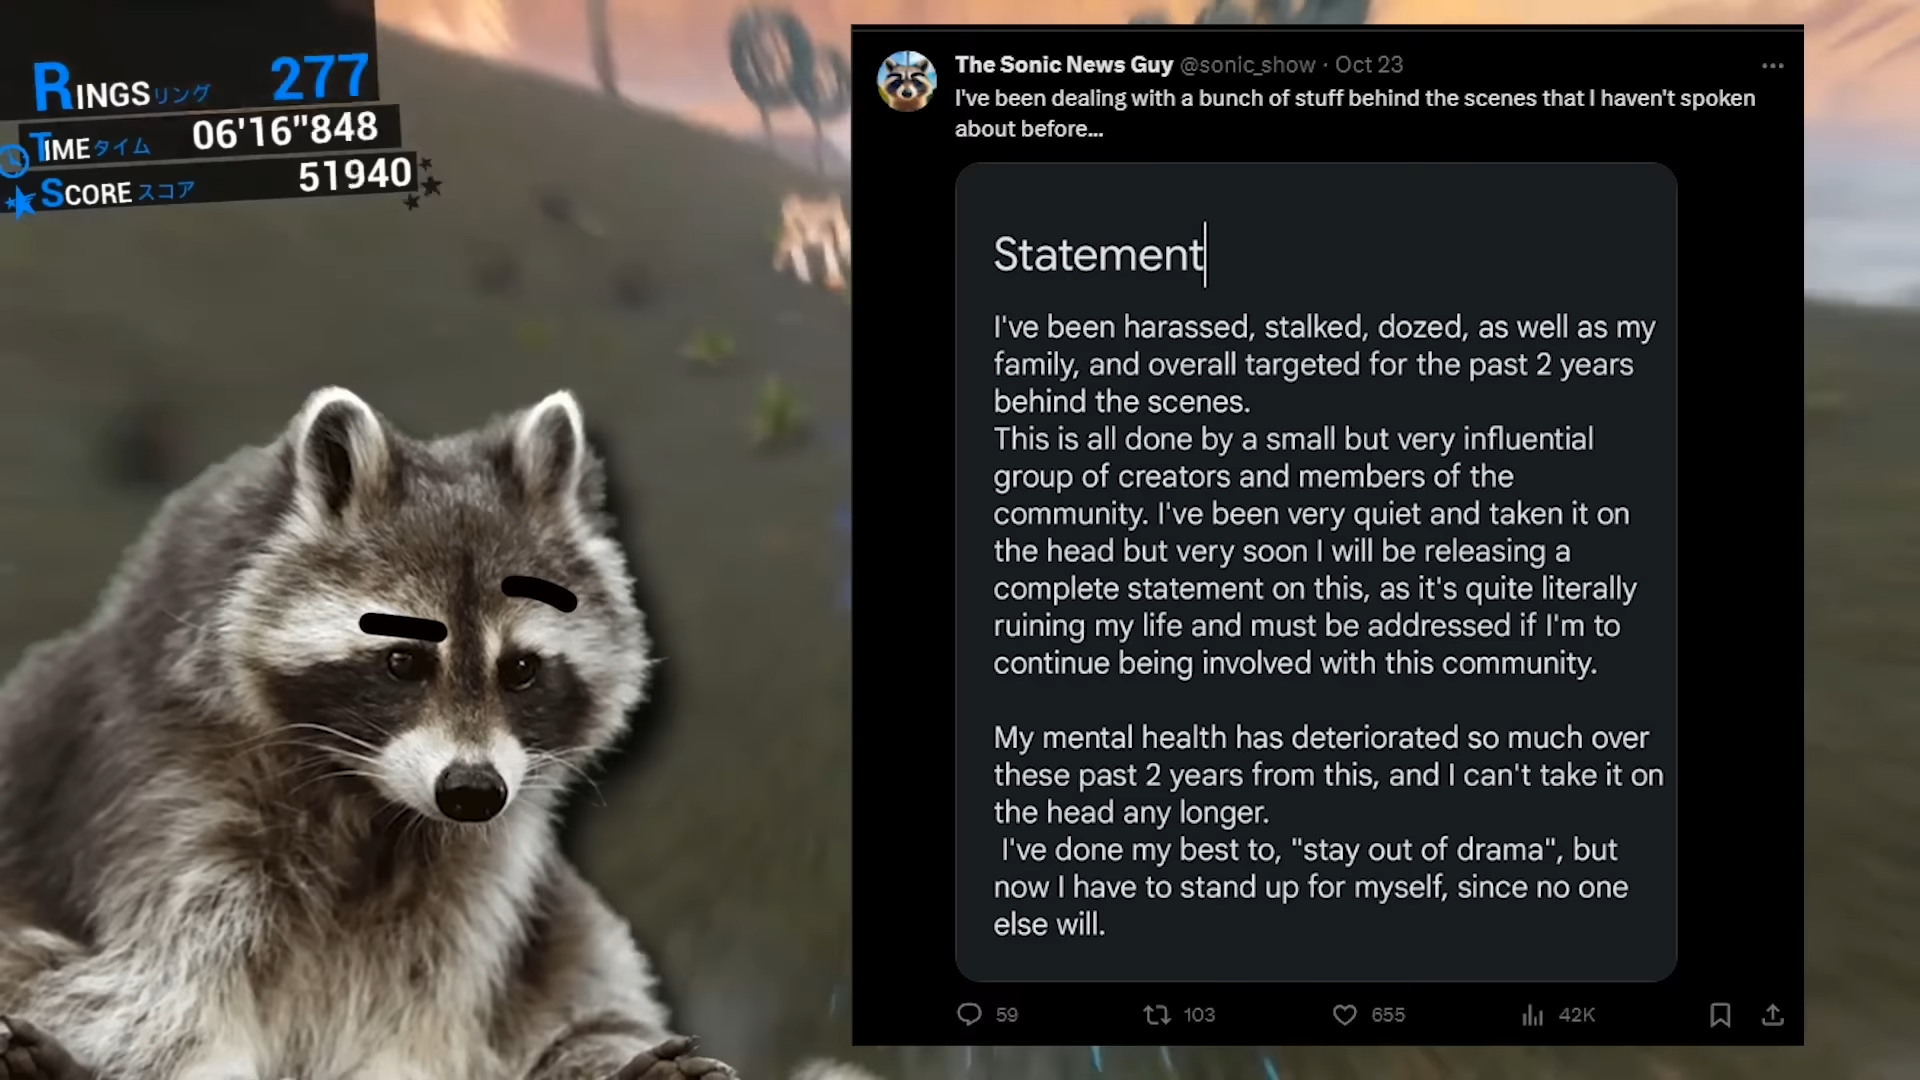 RINGS リング 277
TIME タイム 06'16"848
SCORE スコア 51940
The Sonic News Guy @sonic_show · Oct 23
I've been dealing with a bunch of stuff behind the scenes that I haven't spoken
about before...
Statement
I've been harassed, stalked, dozed, as well as my
family, and overall targeted for the past 2 years
behind the scenes.
This is all done by a small but very influential
group of creators and members of the
community. I've been very quiet and taken it on
the head but very soon I will be releasing a
complete statement on this, as it's quite literally
ruining my life and must be addressed if I'm to
continue being involved with this community.
My mental health has deteriorated so much over
these past 2 years from this, and I can't take it on
the head any longer.
I've done my best to, "stay out of drama", but
now I have to stand up for myself, since no one
else will.
59 103 655 42K